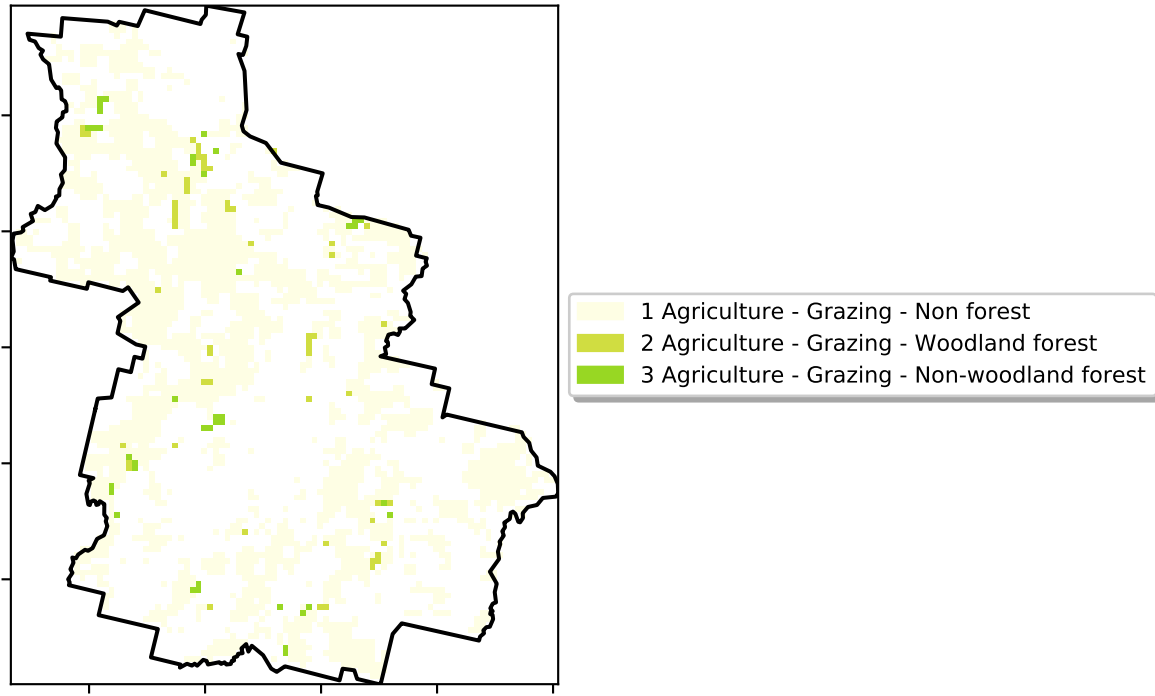 1 Agriculture - Grazing - Non forest
2 Agriculture - Grazing - Woodland forest
3 Agriculture - Grazing - Non-woodland forest